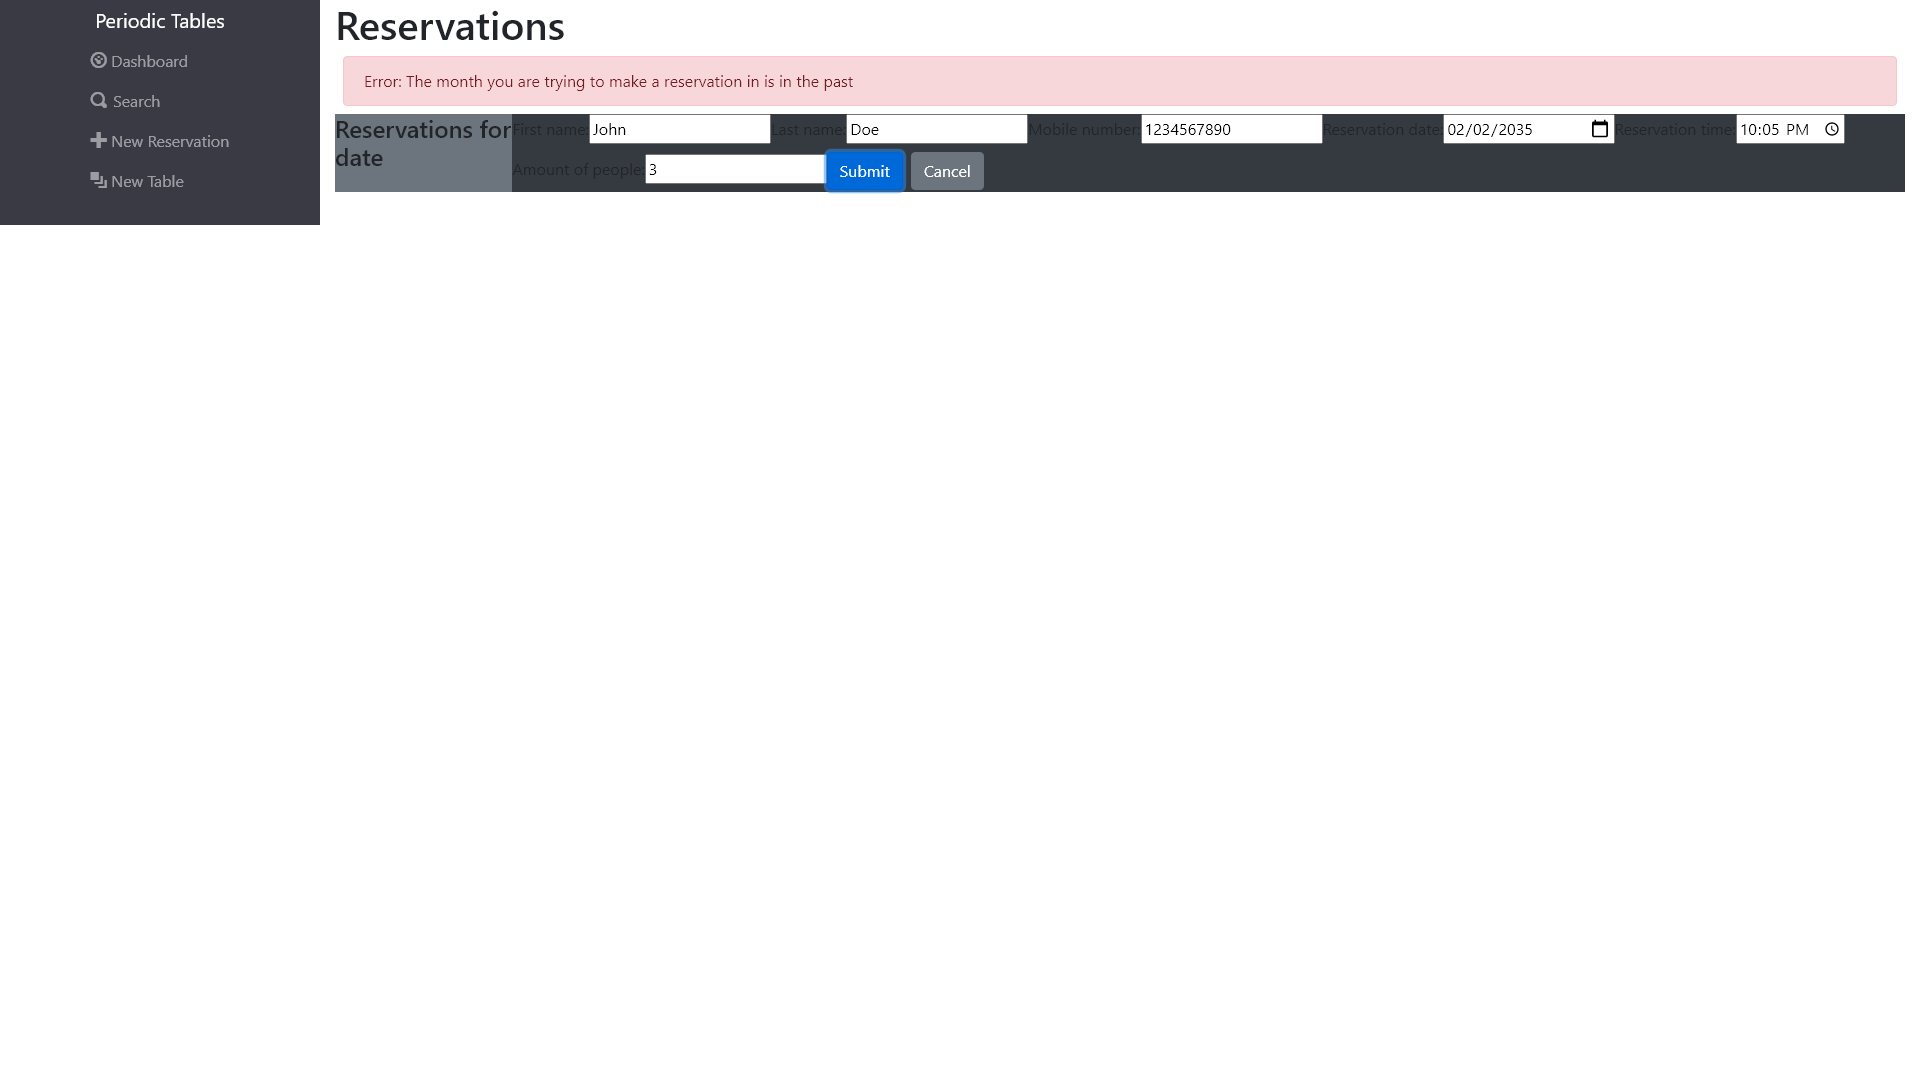 Periodic Tables
Dashboard
Search
New Reservation
New Table
Reservations
Error: The month you are trying to make a reservation in is in the past
Reservations for date
First name: John Last name: Doe Mobile number: 1234567890 Reservation date: 02/02/2035 Reservation time: 10:05 PM
Amount of people: 3 Submit Cancel